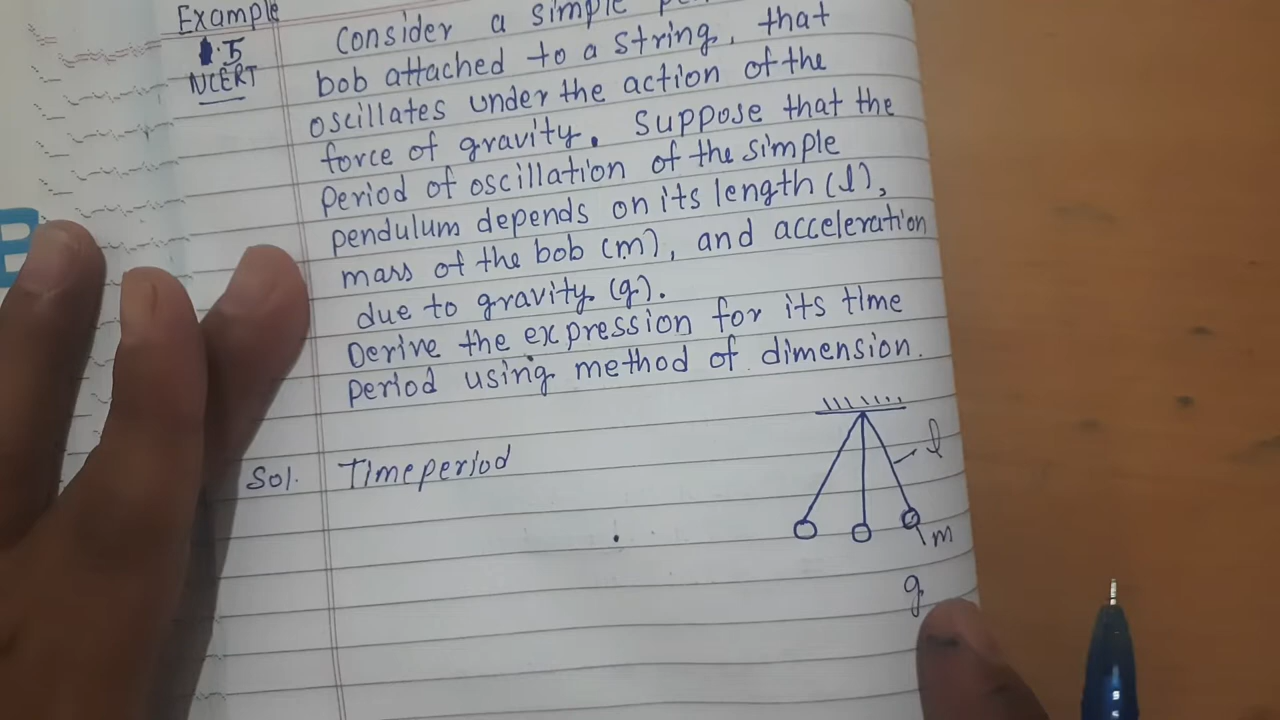 Example
.5
NCERT
Consider a simple
bob attached to a string, that
oscillates under the action of the
force of gravity. Suppose that the
Period of oscillation of the simple
pendulum depends on its length (l),
mass of the bob (m), and acceleration
due to gravity (g).
Derive the expression for its time
Period using method of dimension.
Sol. Timeperiod
l
m
g
B